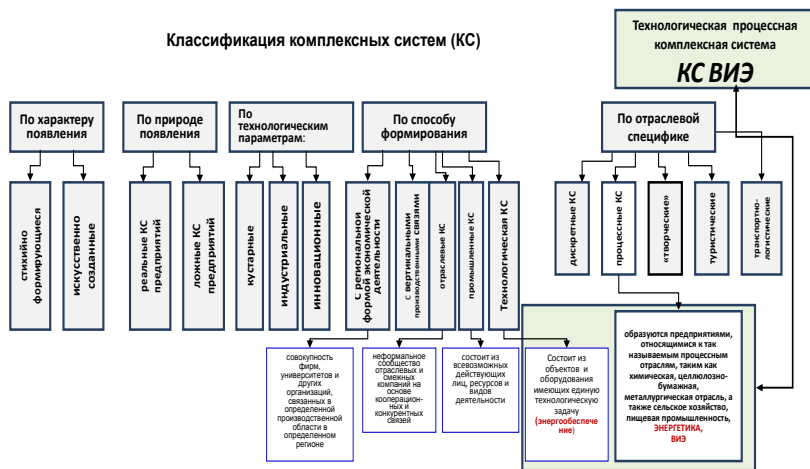 Классификация комплексных систем (КС)
Технологическая процессная
комплексная система
КС ВИЭ
По характеру
появления
По природе
появления
По
технологическим
параметрам:
По способу
формирования
По отраслевой
специфике
стихийно
формирующиеся
искусственно
созданные
реальные КС
предприятий
ложные КС
предприятий
кустарные
индустриальные
инновационные
С региональной
формой экономической
деятельности
с вертикальными
производственными связями
отраслевые КС
промышленные КС
Технологическая КС
дискретные КС
процессные КС
«творческие»
туристические
транспортно-
логистические
совокупность
фирм,
университетов и
других
организаций,
связанных в
определенной
производственной
области в
определенном
регионе
неформальное
сообщество
отраслевых и
смежных
компаний на
основе
кооперацион-
ных и
конкурентных
связей
состоит из
всевозможных
действующих
лиц, ресурсов и
видов
деятельности
Состоит из
объектов и
оборудования
имеющих единую
технологическую
задачу
(энергообеспече
ние)
образуются предприятиями,
относящимися к так
называемым процессным
отраслям, таким как
химическая, целлюлозно-
бумажная,
металлургическая отрасль, а
также сельское хозяйство,
пищевая промышленность,
ЭНЕРГЕТИКА,
ВИЭ